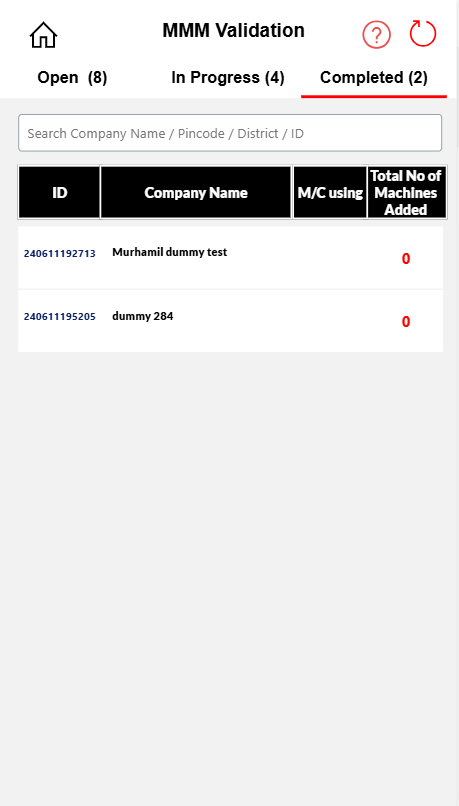 MMM Validation
?
Open (8)
In Progress (4)
Completed (2)
Search Company Name / Pincode / District / ID
ID
Company Name
M/C using
Total No of
Machines
Added
240611192713
Murhamil dummy test
0
240611195205
dummy 284
0